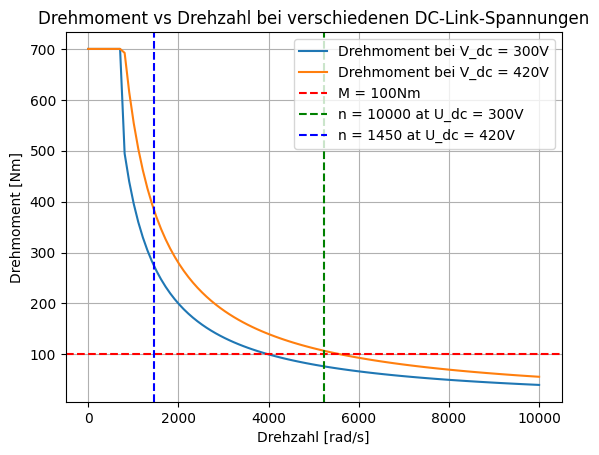 Drehmoment vs Drehzahl bei verschiedenen DC-Link-Spannungen
Drehmoment bei V_dc = 300V
Drehmoment bei V_dc = 420V
M = 100Nm
n = 10000 at U_dc = 300V
n = 1450 at U_dc = 420V
Drehmoment [Nm]
700
600
500
400
300
200
100
0
2000
4000
6000
8000
10000
Drehzahl [rad/s]